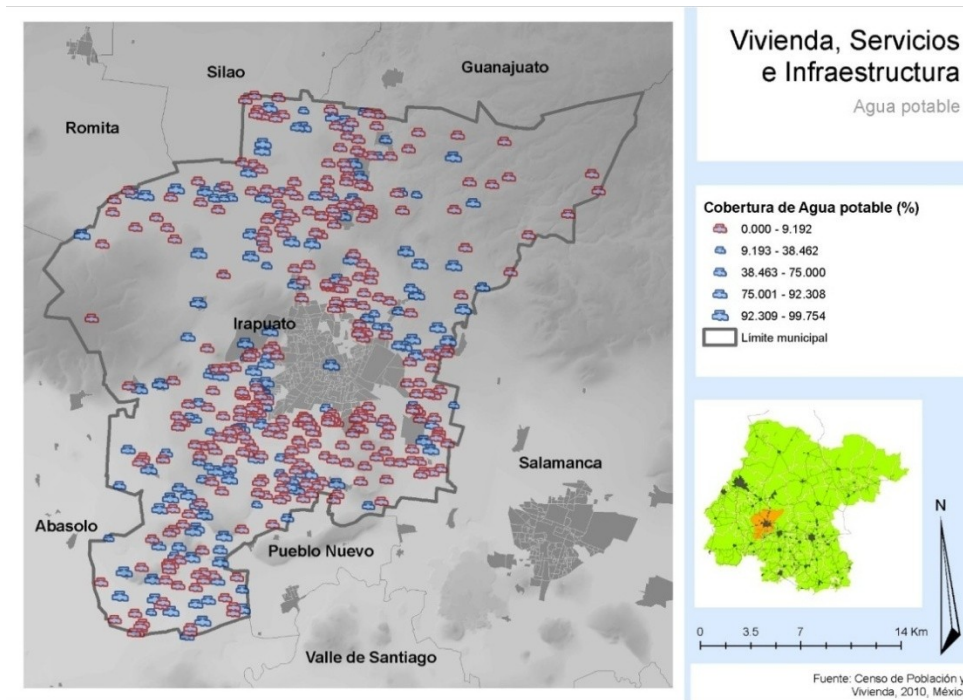 Vivienda, Servicios
e Infraestructura
Agua potable
Silao
Guanajuato
Romita
Irapuato
Salamanca
Abasolo
Pueblo Nuevo
Valle de Santiago
Cobertura de Agua potable (%)
0.000 - 9.192
9.193 - 38.462
38.463 - 75.000
75.001 - 92.308
92.309 - 99.754
Limite municipal
N
0 3.5 7 14 Km
Fuente: Censo de Población y
Vivienda, 2010, México